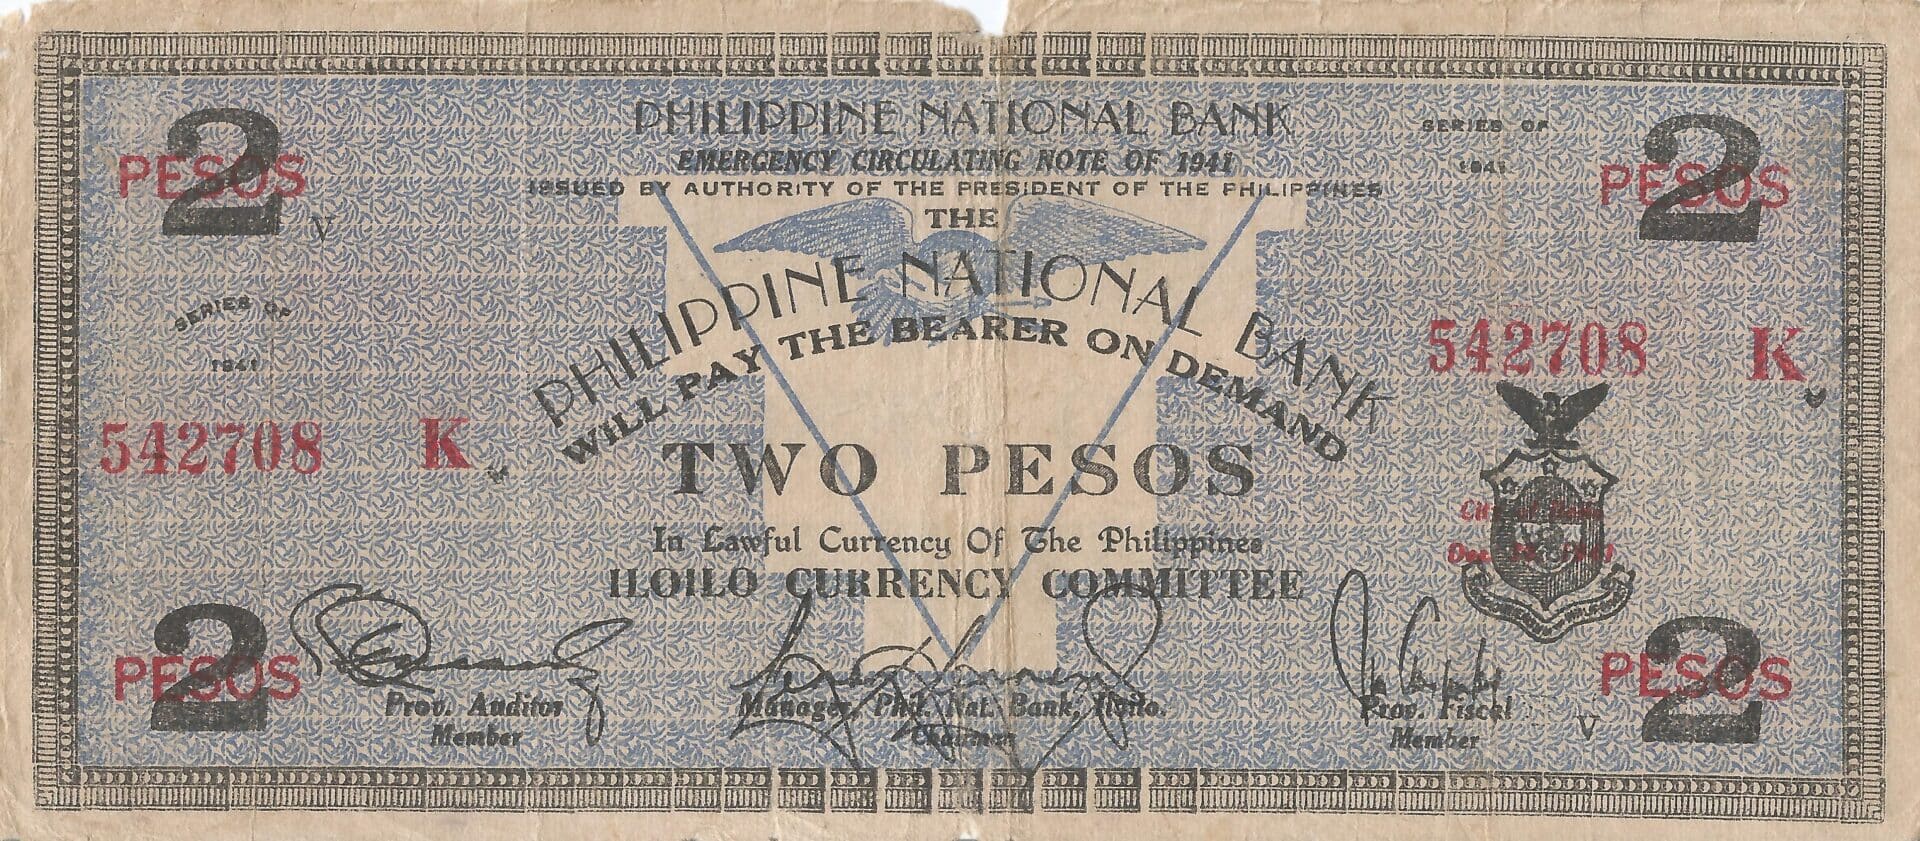 PHILIPPINE NATIONAL BANK
EMERGENCY CIRCULATING NOTE OF 1941
ISSUED BY AUTHORITY OF THE PRESIDENT OF THE PHILIPPINES
2
PESOS
V
SERIES OF
1941
2
PESOS
THE
PHILIPPINE NATIONAL BANK
WILL PAY THE BEARER ON DEMAND
SERIES OF
1941
542708 K
542708 K
TWO PESOS
In Lawful Currency Of The Philippines
ILOILO CURRENCY COMMITTEE
City of
1941
2
PESOS
Prov. Auditor
Member
Manager, Phil. Nat. Bank, Iloilo.
Chairman
Prov. Fiscal
Member
V
2
PESOS